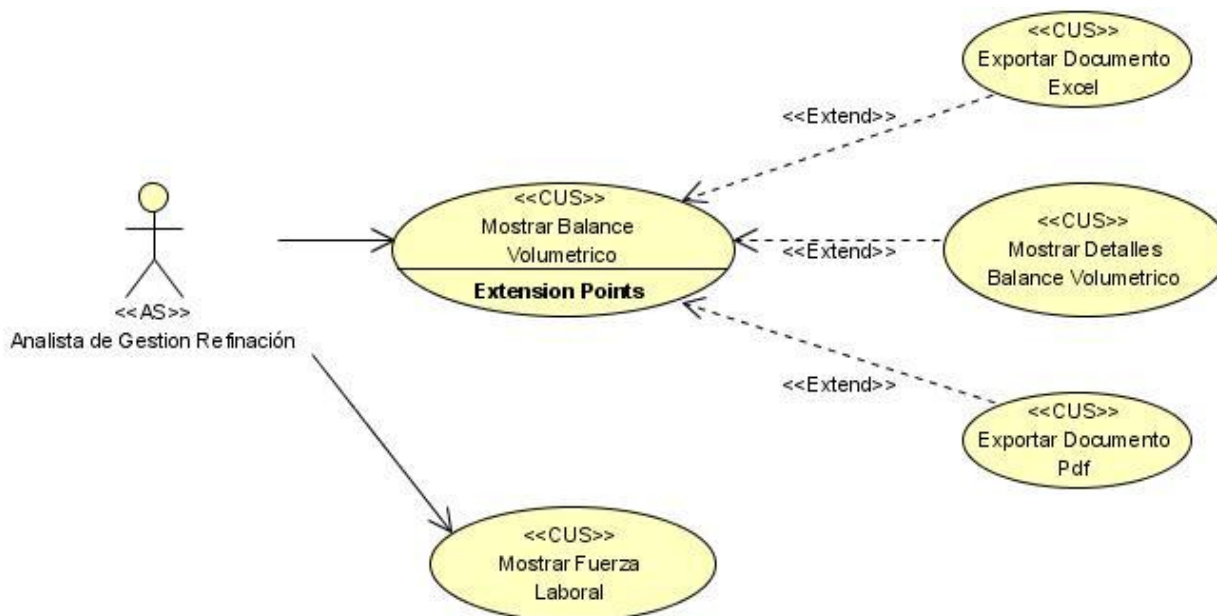 <<CUS>>
Exportar Documento
Excel
<<Extend>>
<<CUS>>
Mostrar Balance
Volumetrico
Extension Points
<<Extend>>
<<CUS>>
Mostrar Detalles
Balance Volumetrico
<<AS>>
Analista de Gestion Refinación
<<Extend>>
<<CUS>>
Exportar Documento
Pdf
<<CUS>>
Mostrar Fuerza
Laboral